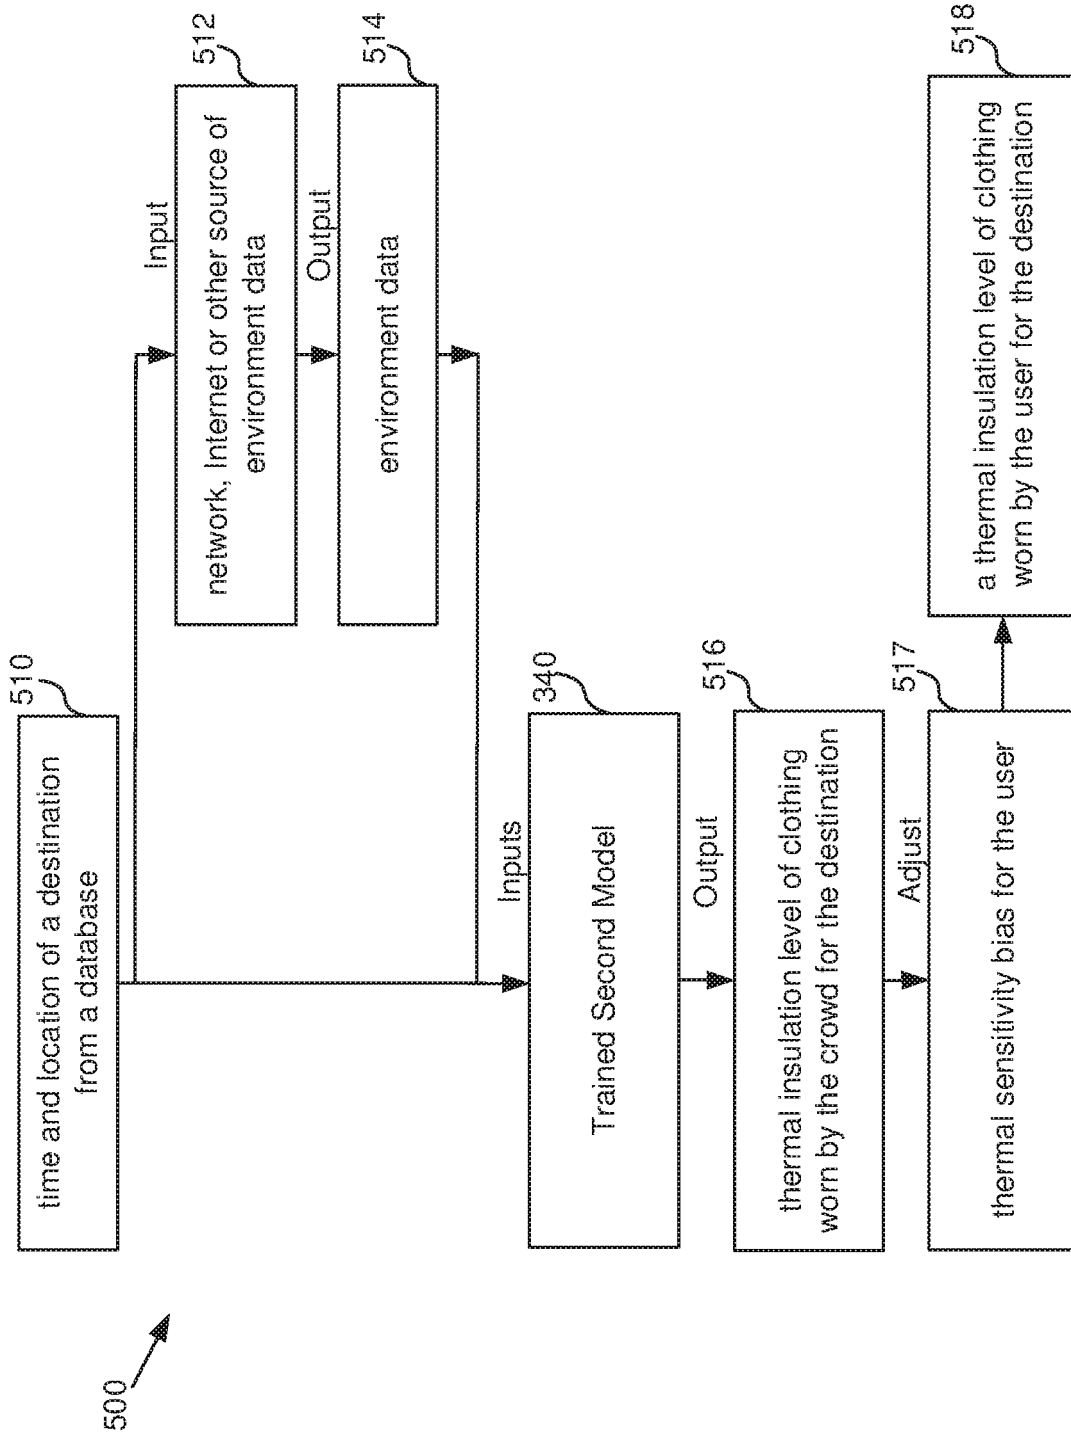 500
510
time and location of a destination
from a database
Input
512
network, Internet or other source of
environment data
Output
514
environment data
Inputs
340
Trained Second Model
Output
516
thermal insulation level of clothing
worn by the crowd for the destination
Adjust
517
thermal sensitivity bias for the user
518
a thermal insulation level of clothing
worn by the user for the destination